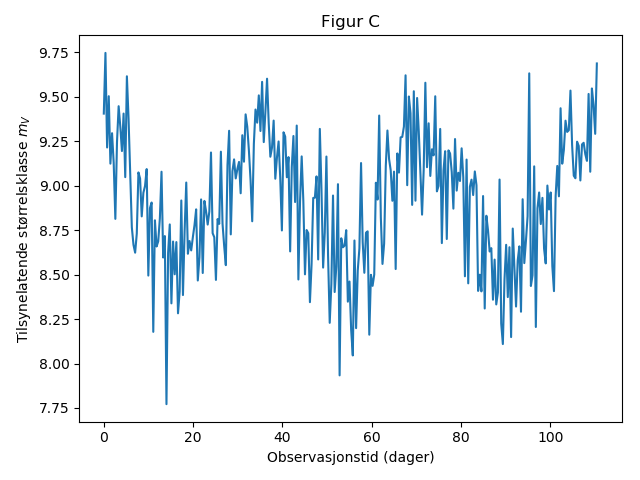 Figur C
Tilsynelatende størrelsklasse m_V
9.75
9.50
9.25
9.00
8.75
8.50
8.25
8.00
7.75
0 20 40 60 80 100
Observasjonstid (dager)